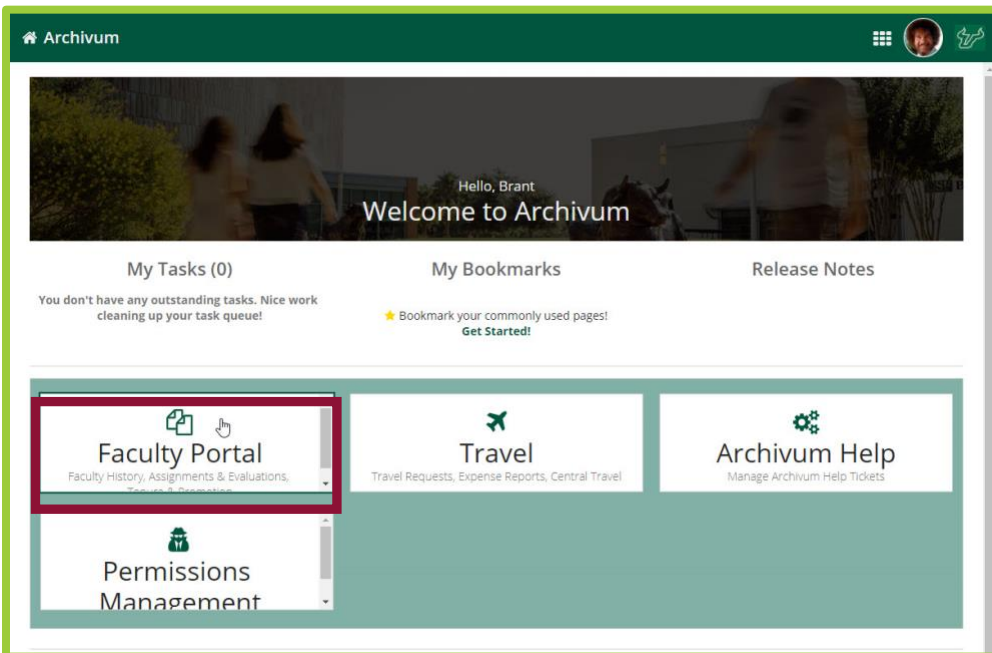 Archivum
Hello, Brant
Welcome to Archivum
My Tasks (0)
You don't have any outstanding tasks. Nice work
cleaning up your task queue!
My Bookmarks
Bookmark your commonly used pages!
Get Started!
Release Notes
Faculty Portal
Faculty History, Assignments & Evaluations,
Tenure & Promotion
Travel
Travel Requests, Expense Reports, Central Travel
Archivum Help
Manage Archivum Help Tickets
Permissions
Management